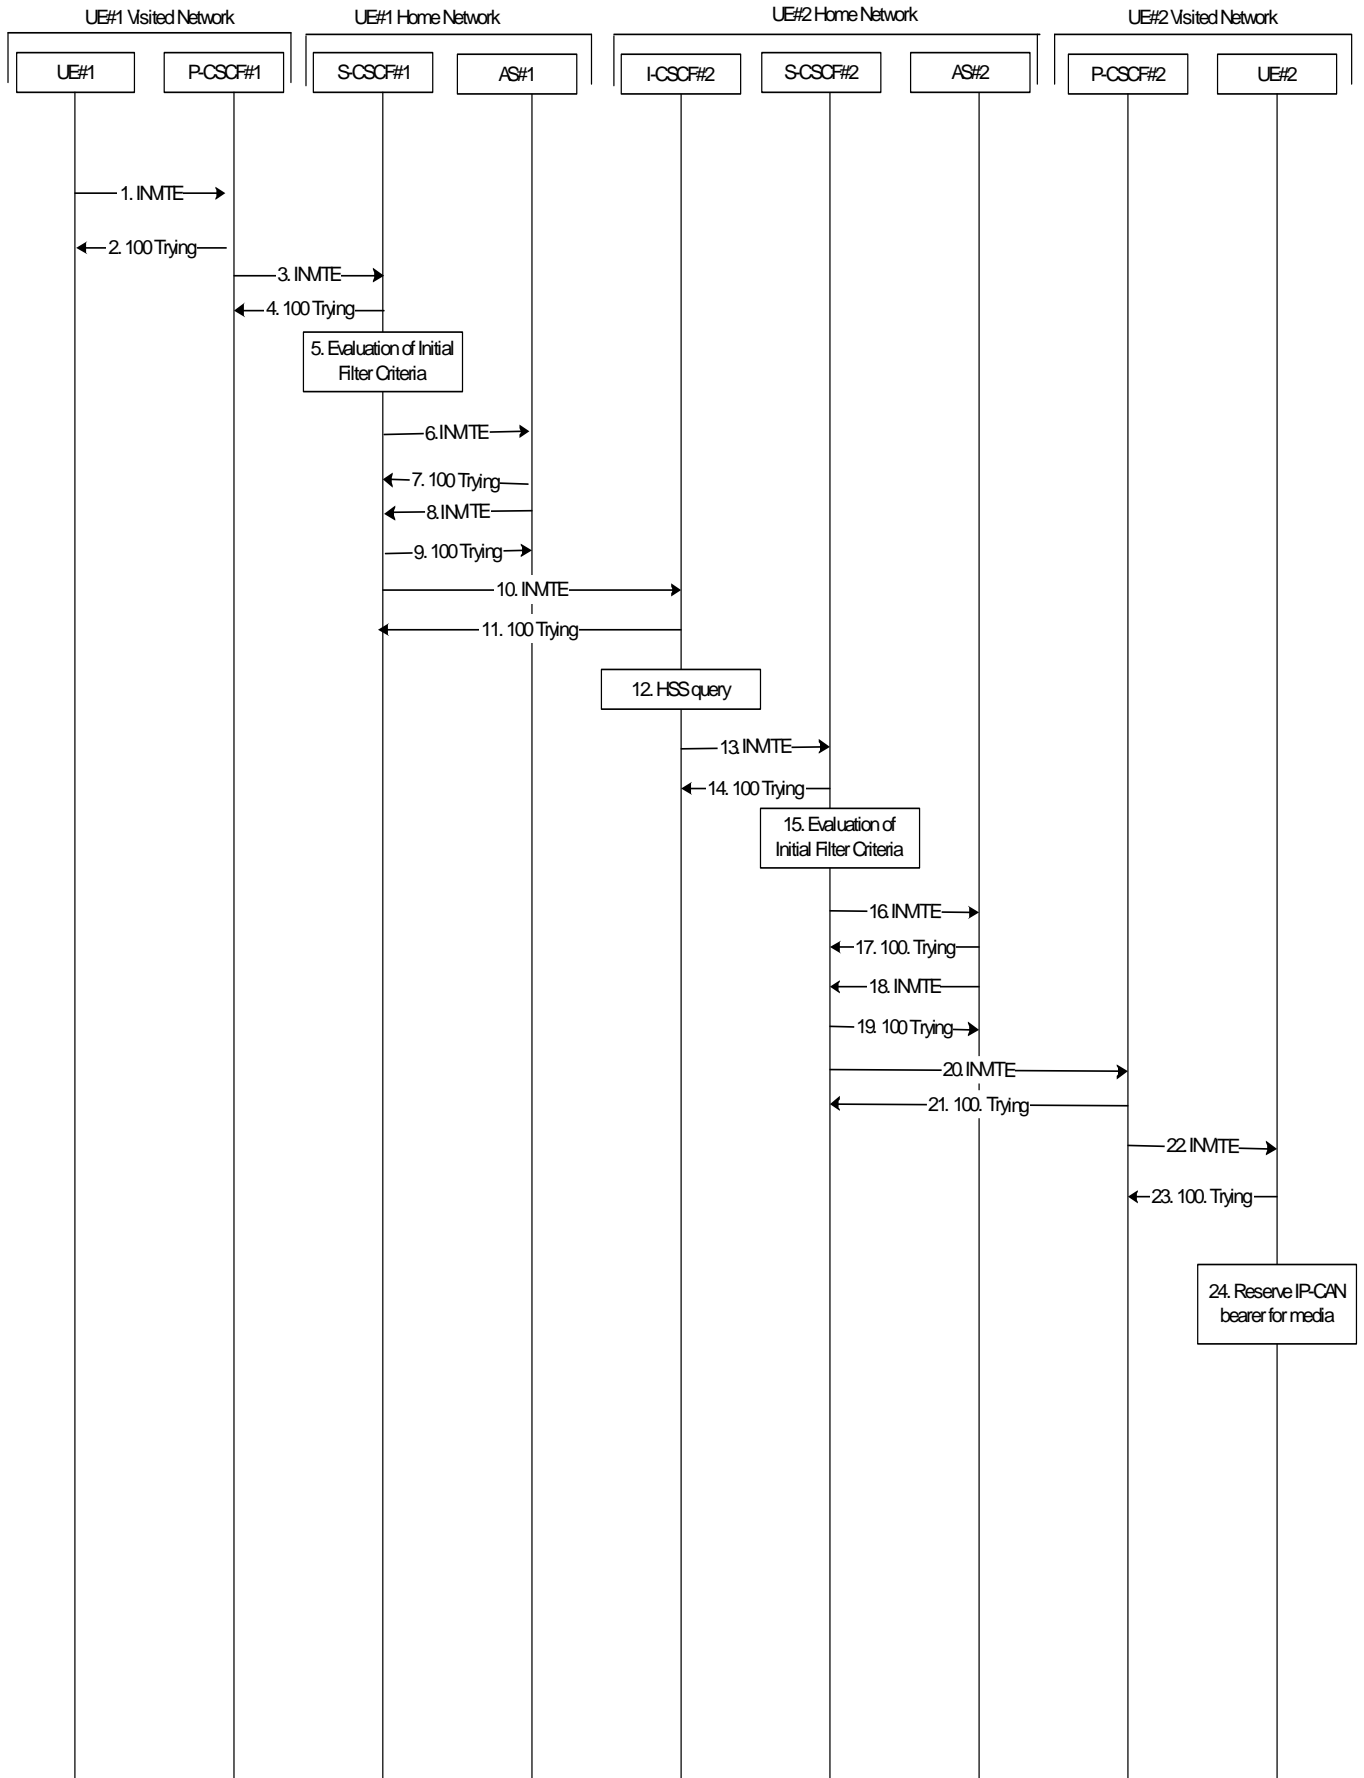 UE#1 Visited Network
UE#1 Home Network
UE#2 Home Network
UE#2 Visited Network
UE#1
P-CSCF#1
S-CSCF#1
AS#1
I-CSCF#2
S-CSCF#2
AS#2
P-CSCF#2
UE#2
1. INVITE
2. 100 Trying
3. INVITE
4. 100 Trying
5. Evaluation of Initial
Filter Criteria
6. INVITE
7. 100 Trying
8. INVITE
9. 100 Trying
10. INVITE
11. 100 Trying
12. HSS query
13. INVITE
14. 100 Trying
15. Evaluation of
Initial Filter Criteria
16. INVITE
17. 100. Trying
18. INVITE
19. 100 Trying
20. INVITE
21. 100. Trying
22. INVITE
23. 100. Trying
24. Reserve IP-CAN
bearer for media